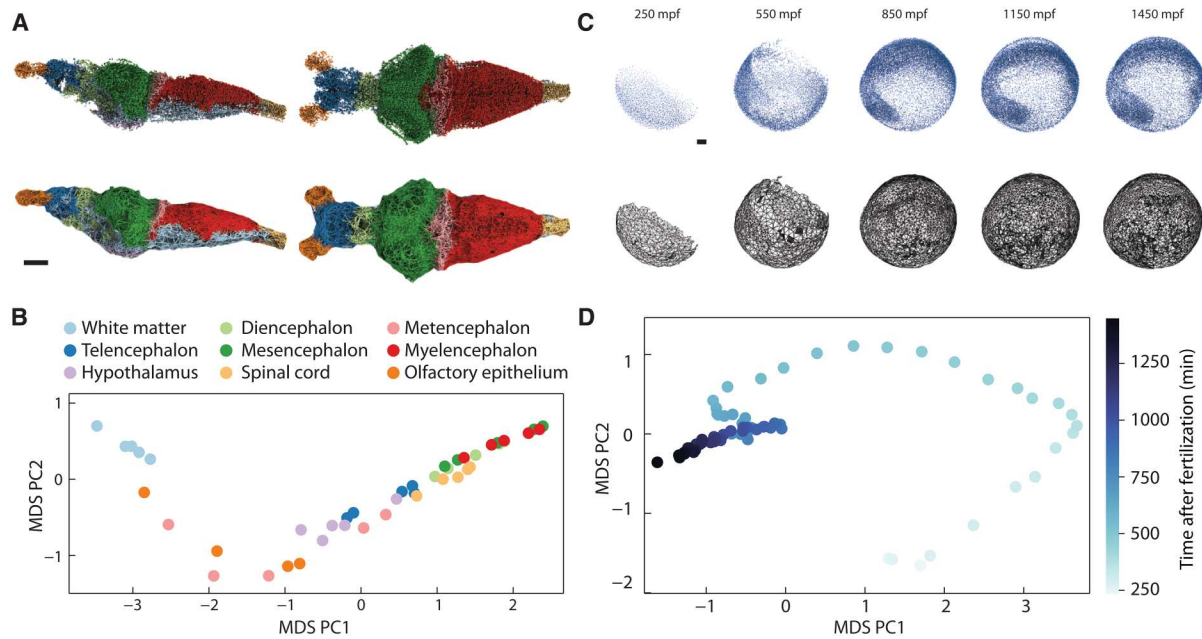 A
B
White matter
Diencephalon
Metencephalon
Telencephalon
Mesencephalon
Myelencephalon
Hypothalamus
Spinal cord
Olfactory epithelium
MDS PC2
1
0
−1
−3
−2
−1
0
1
2
MDS PC1
C
250 mpf
550 mpf
850 mpf
1150 mpf
1450 mpf
D
MDS PC2
1
0
−1
−2
−1
0
1
2
3
MDS PC1
1250
1000
750
500
250
Time after fertilization (min)